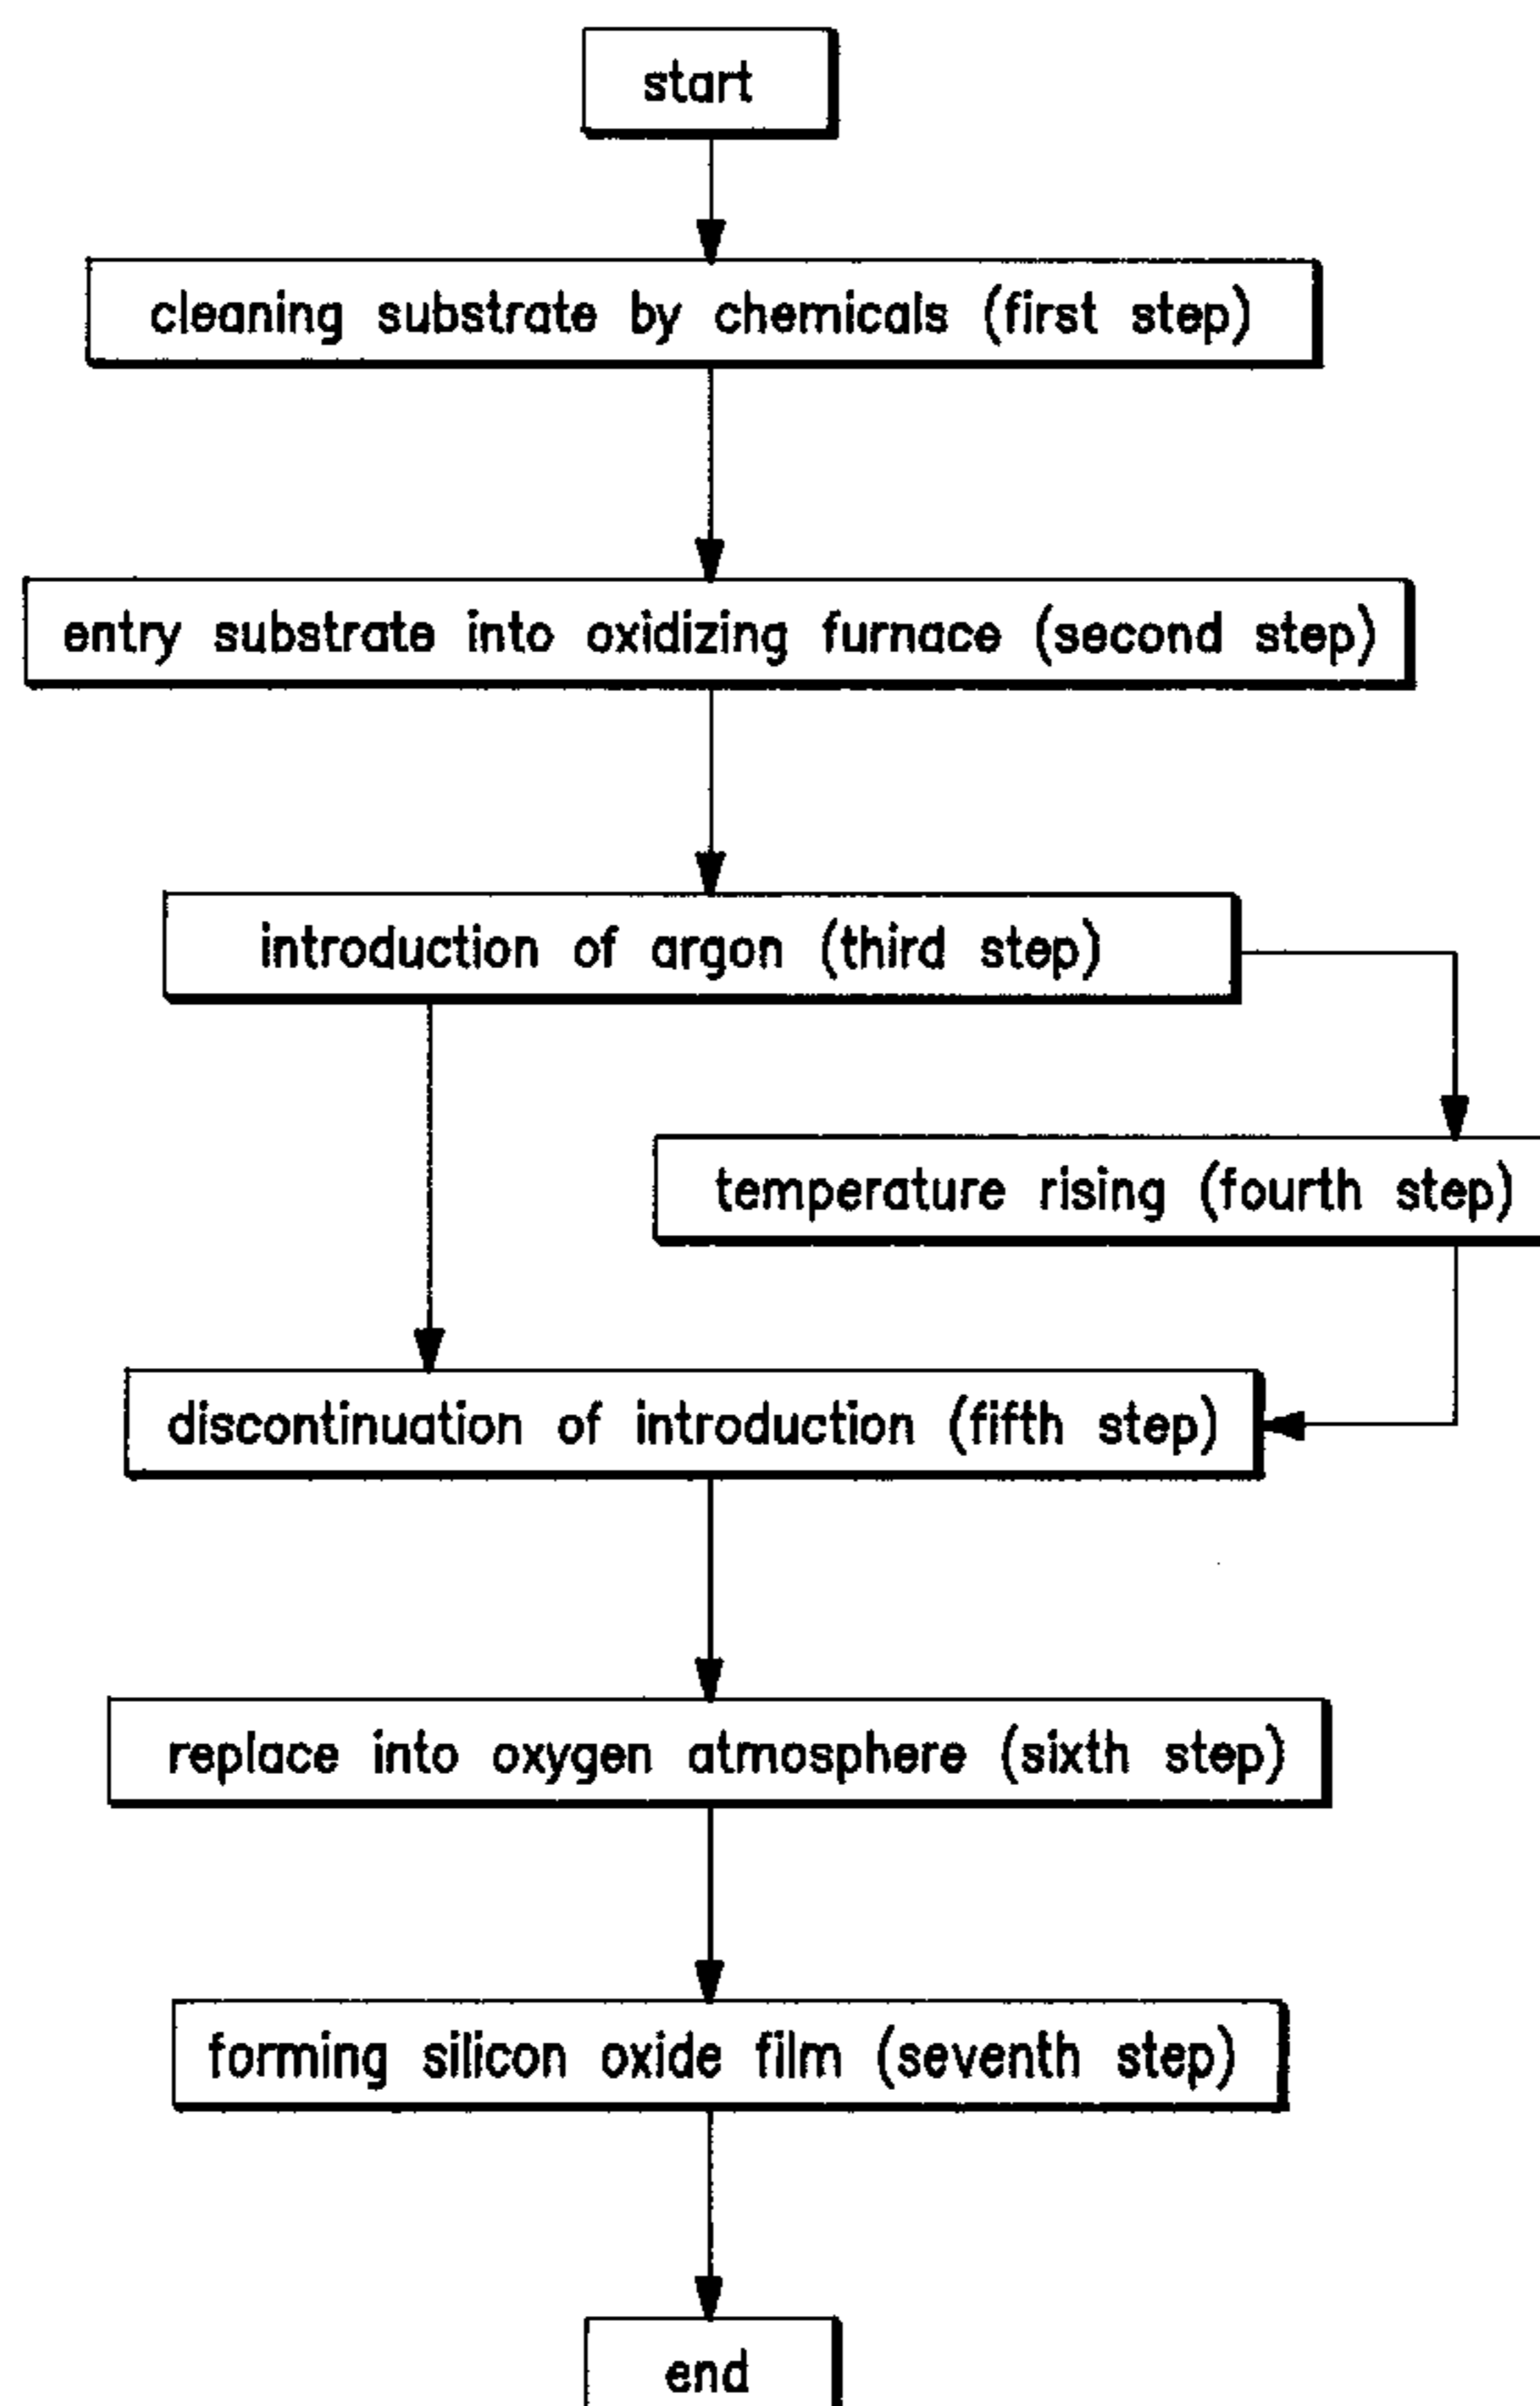 start
cleaning substrate by chemicals (first step)
entry substrate into oxidizing furnace (second step)
introduction of argon (third step)
temperature rising (fourth step)
discontinuation of introduction (fifth step)
replace into oxygen atmosphere (sixth step)
forming silicon oxide film (seventh step)
end